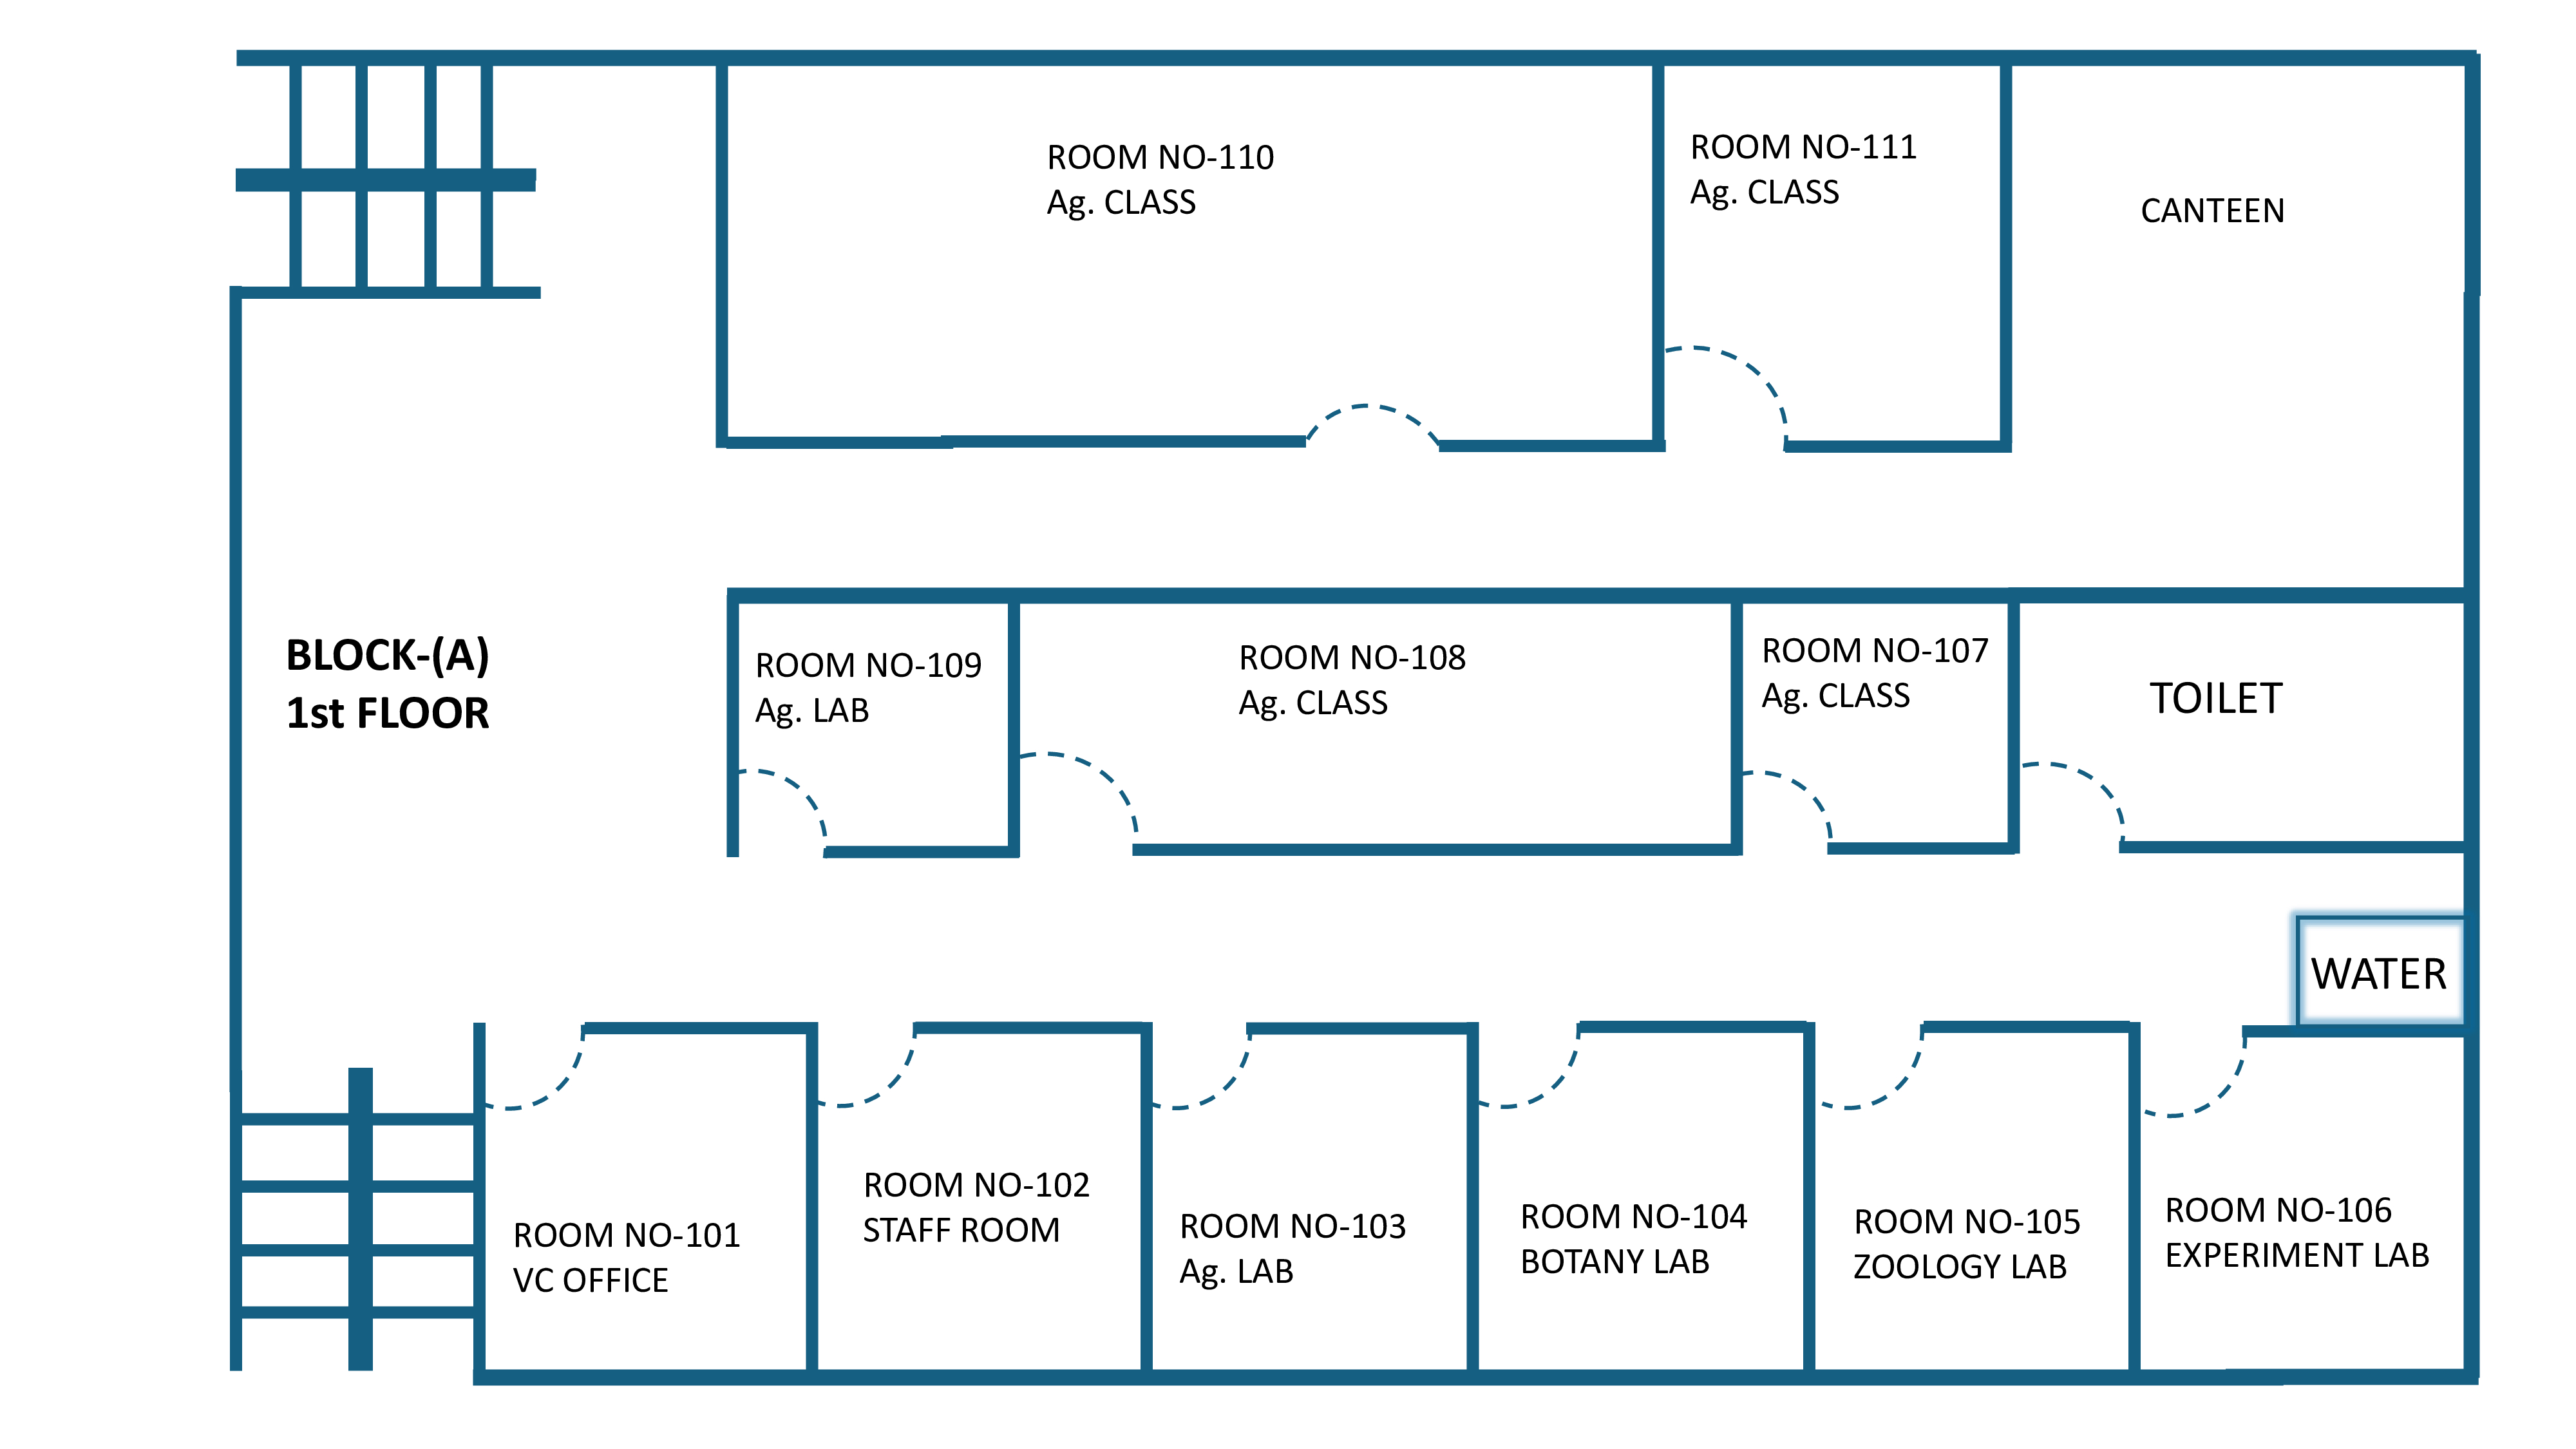 ROOM NO-110
Ag. CLASS
ROOM NO-111
Ag. CLASS
CANTEEN
BLOCK-(A)
1st FLOOR
ROOM NO-109
Ag. LAB
ROOM NO-108
Ag. CLASS
ROOM NO-107
Ag. CLASS
TOILET
WATER
ROOM NO-101
VC OFFICE
ROOM NO-102
STAFF ROOM
ROOM NO-103
Ag. LAB
ROOM NO-104
BOTANY LAB
ROOM NO-105
ZOOLOGY LAB
ROOM NO-106
EXPERIMENT LAB